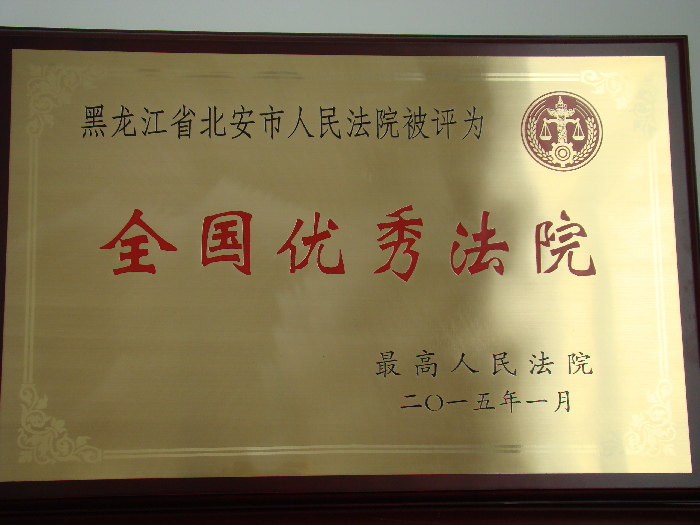 黑龙江省北安市人民法院被评为
全国优秀法院
最高人民法院
二〇一五年一月